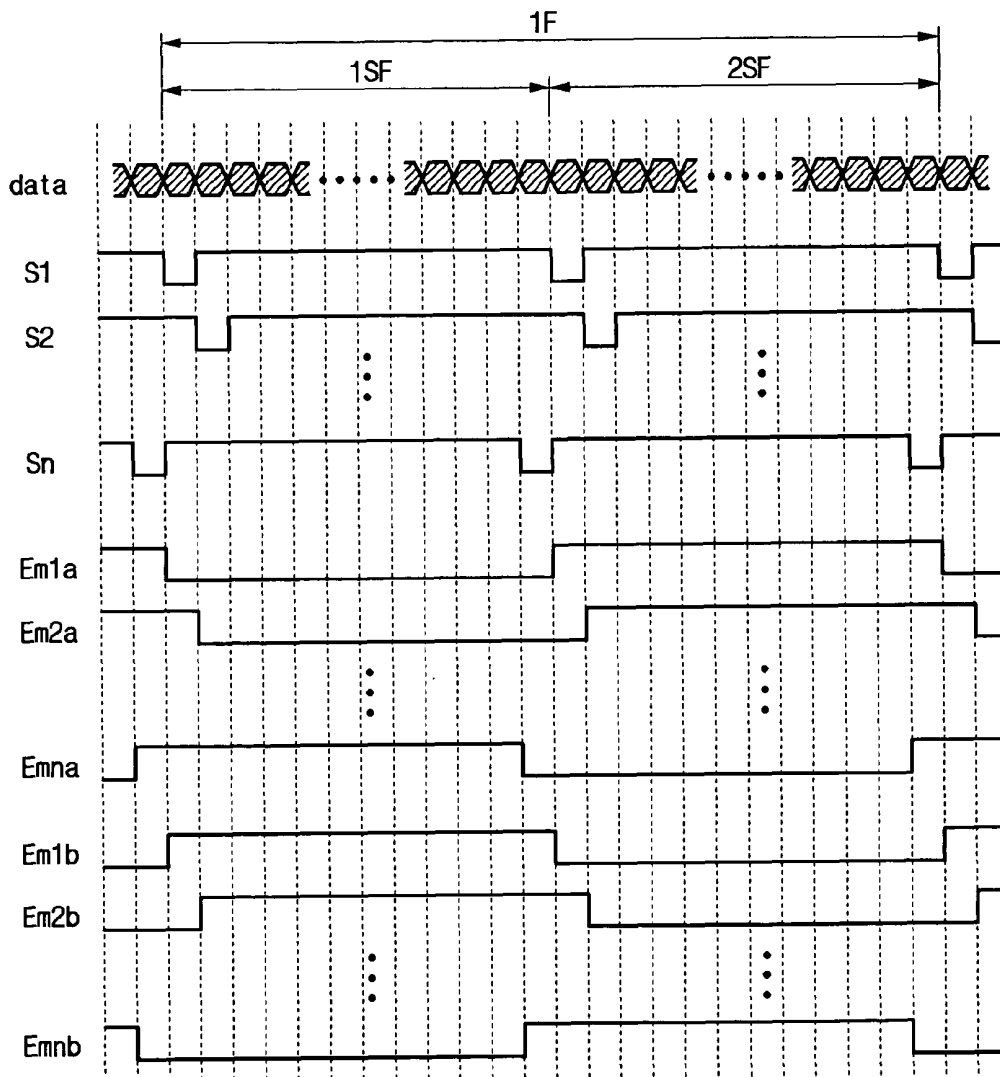 1F
1SF 2SF
data
S1
S2
Sn
Em1a
Em2a
Emna
Em1b
Em2b
Emnb